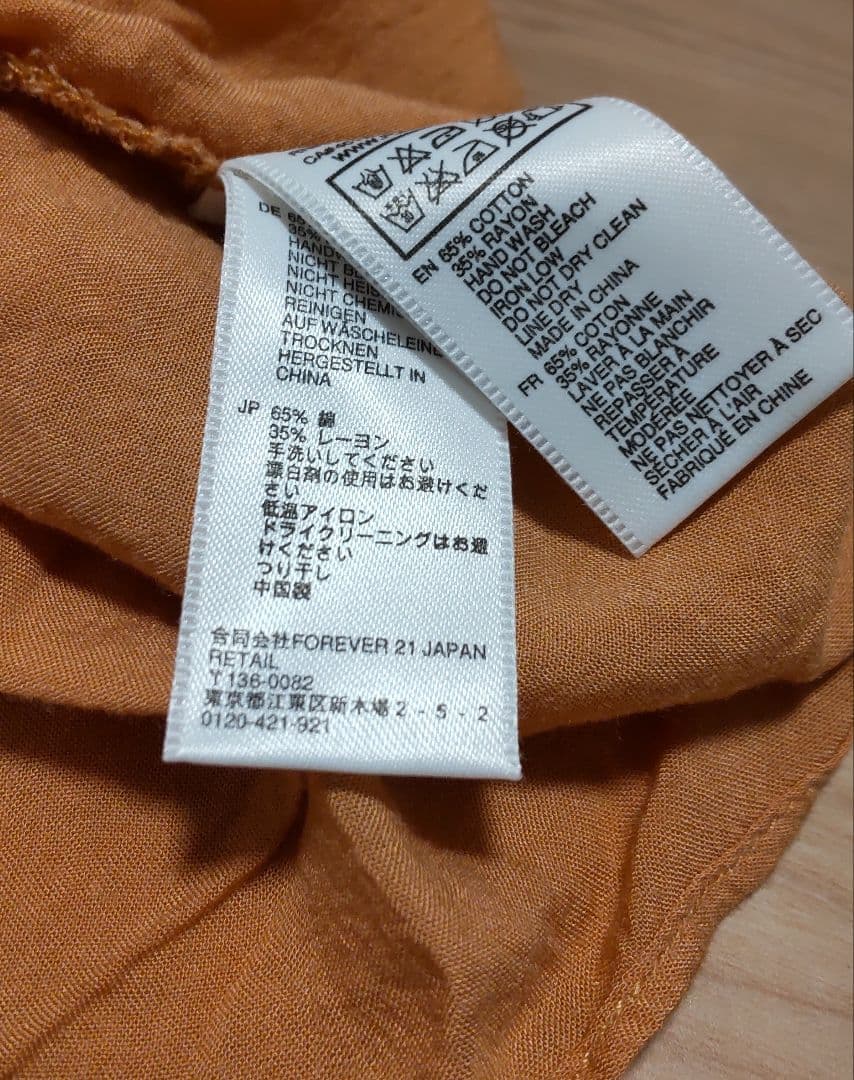 EN 65% COTTON
35% RAYON
HAND WASH
DO NOT BLEACH
IRON LOW
DO NOT DRY CLEAN
LINE DRY
MADE IN CHINA
FR 65% COTON
35% RAYONNE
LAVER À LA MAIN
NE PAS BLANCHIR
REPASSER À
TEMPÉRATURE
MODÉRÉE
NE PAS NETTOYER À SEC
SÉCHER À L'AIR
FABRIQUÉ EN CHINE
DE 65
35%
NICHT
NICHT
NICHT
REINIGEN
AUF WÄSCHELEINE
TROCKNEN
HERGESTELLT IN
CHINA
JP 65% 綿
35% レーヨン
手洗いしてください
漂白剤の使用はお避けくだ
さい
低温アイロン
ドライクリーニングはお避
けください
つり干し
中国製
合同会社FOREVER 21 JAPAN
RETAIL
〒136-0082
東京都江東区新木場2-5-2
0120-421-921